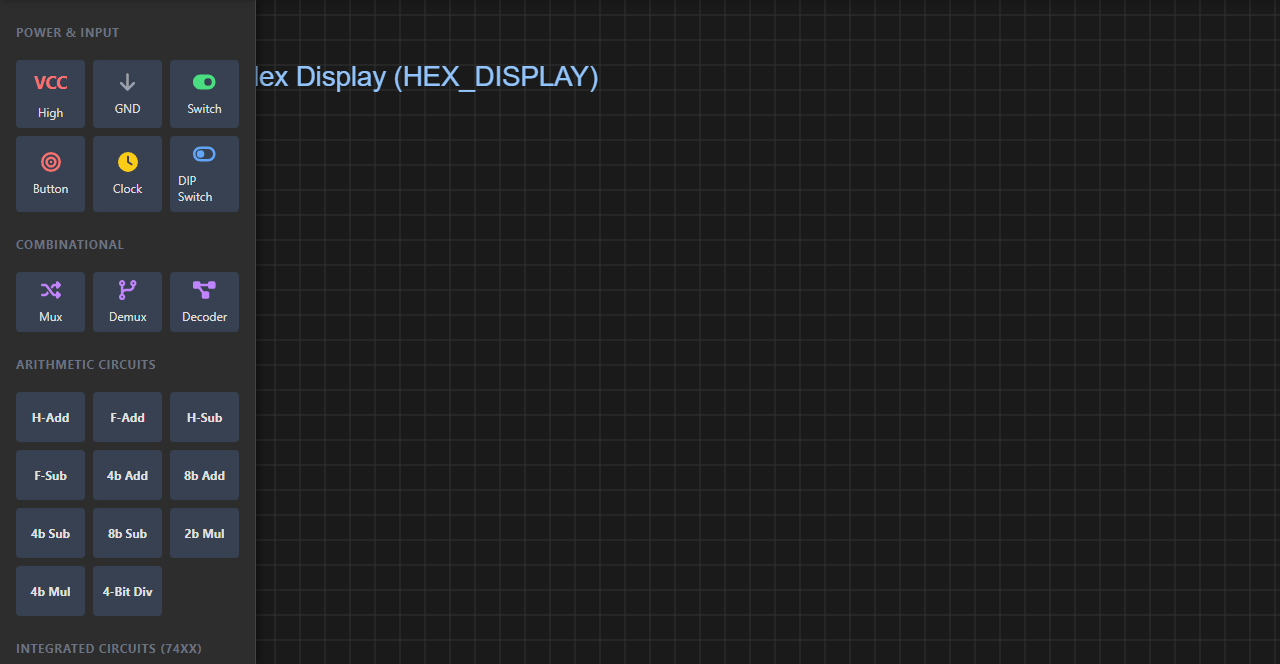 POWER & INPUT
VCC
High
GND
Switch
Button
Clock
DIP
Switch
COMBINATIONAL
Mux
Demux
Decoder
ARITHMETIC CIRCUITS
H-Add
F-Add
H-Sub
F-Sub
4b Add
8b Add
4b Sub
8b Sub
2b Mul
4b Mul
4-Bit Div
INTEGRATED CIRCUITS (74XX)
Display (HEX_DISPLAY)